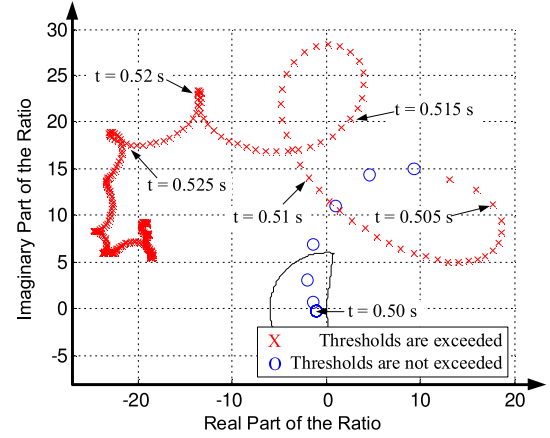 30
25
20
15
10
5
0
-5
-20
-10
0
10
20
Imaginary Part of the Ratio
Real Part of the Ratio
t = 0.52 s
t = 0.515 s
t = 0.525 s
t = 0.51 s
t = 0.505 s
t = 0.50 s
X Thresholds are exceeded
O Thresholds are not exceeded